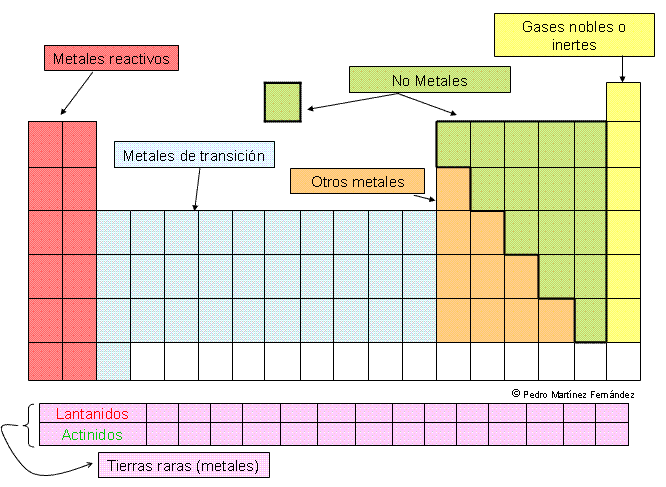 Gases nobles o
inertes
Metales reactivos
No Metales
Metales de transición
Otros metales
© Pedro Martínez Fernández
Lantanidos
Actinidos
Tierras raras (metales)